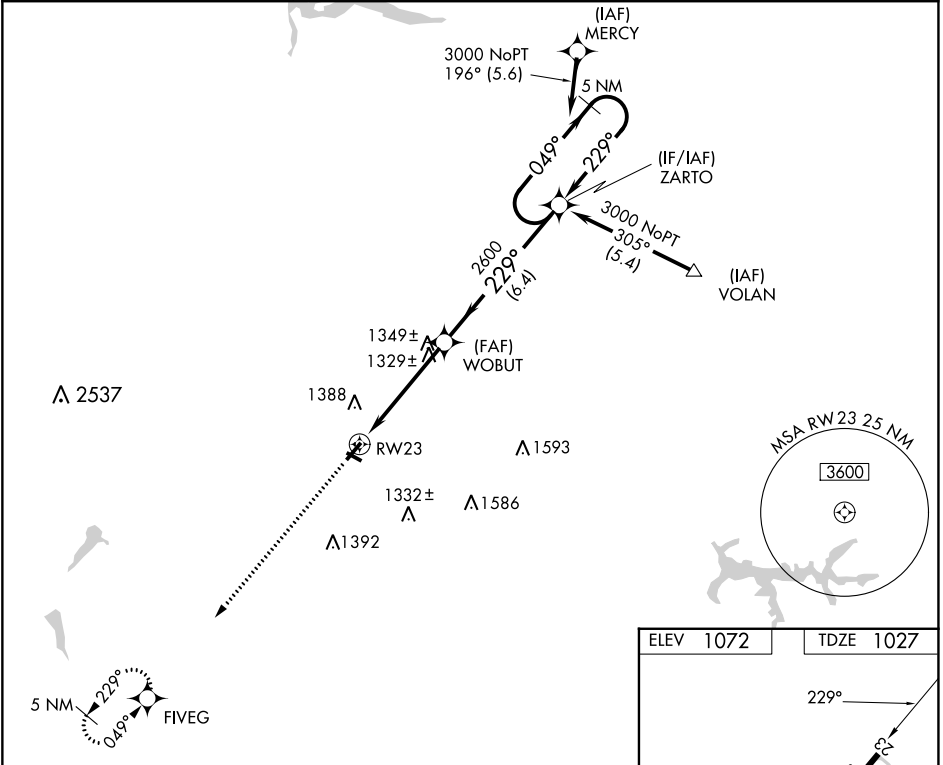 (IAF)
MERCY
3000 NoPT
196° (5.6)
5 NM
049°
229°
(IF/IAF)
ZARTO
3000 NoPT
305°
(5.4)
(IAF)
VOLAN
2600
229°
(6.4)
1349±
1329±
(FAF)
WOBUT
2537
1388
RW23
1593
MSA RW23 25 NM
3600
1332±
1586
1392
ELEV 1072
TDZE 1027
229°
23
5 NM
229°
049°
FIVEG